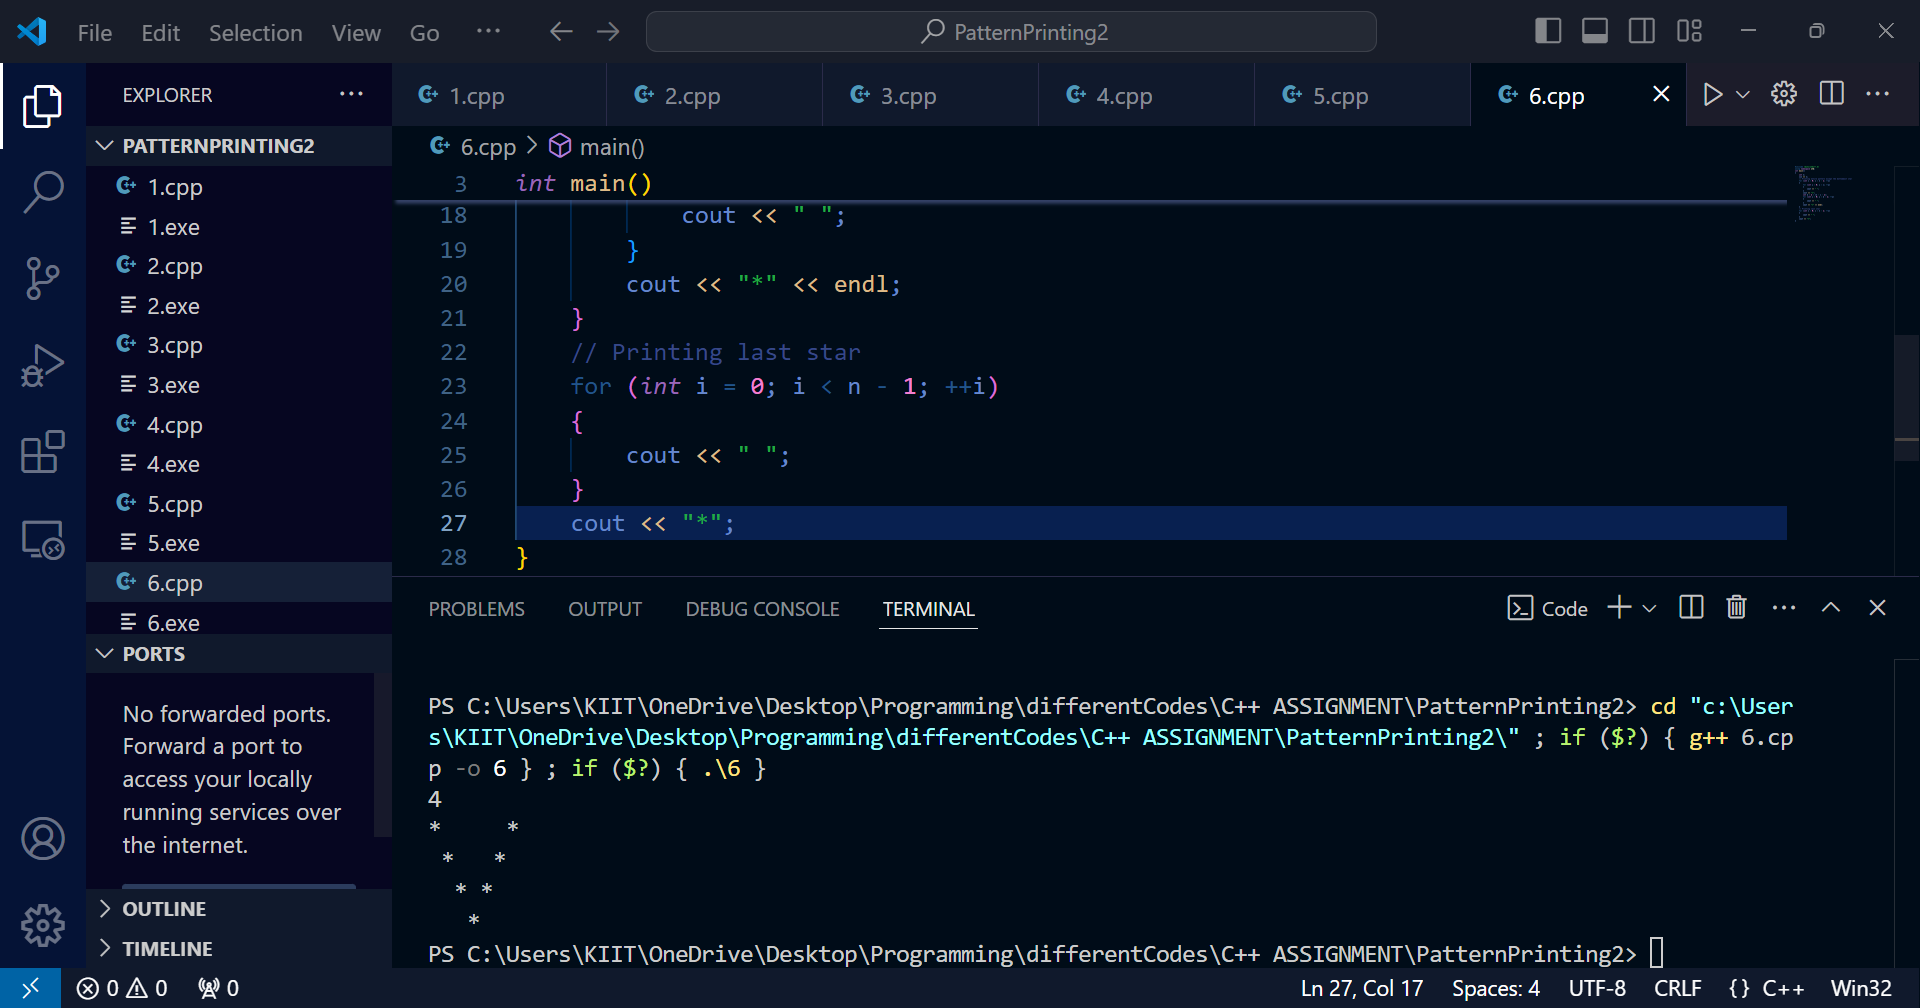 File Edit Selection View Go ··· PatternPrinting2
EXPLORER ···
PATTERNPRINTING2
1.cpp
1.exe
2.cpp
2.exe
3.cpp
3.exe
4.cpp
4.exe
5.cpp
5.exe
6.cpp
6.exe
PORTS
No forwarded ports.
Forward a port to
access your locally
running services over
the internet.
OUTLINE
TIMELINE
1.cpp 2.cpp 3.cpp 4.cpp 5.cpp 6.cpp
6.cpp > main()
3 int main()
18 cout << " ";
19 }
20 cout << "*" << endl;
21 }
22 // Printing last star
23 for (int i = 0; i < n - 1; ++i)
24 {
25 cout << " ";
26 }
27 cout << "*";
28 }
PROBLEMS OUTPUT DEBUG CONSOLE TERMINAL Code
PS C:\Users\KIIT\OneDrive\Desktop\Programming\differentCodes\C++ ASSIGNMENT\PatternPrinting2> cd "c:\User
s\KIIT\OneDrive\Desktop\Programming\differentCodes\C++ ASSIGNMENT\PatternPrinting2\" ; if ($?) { g++ 6.cp
p -o 6 } ; if ($?) { .\6 }
4
*     *
 *   *
  * *
   *
PS C:\Users\KIIT\OneDrive\Desktop\Programming\differentCodes\C++ ASSIGNMENT\PatternPrinting2>
0 0 0 Ln 27, Col 17 Spaces: 4 UTF-8 CRLF {} C++ Win32